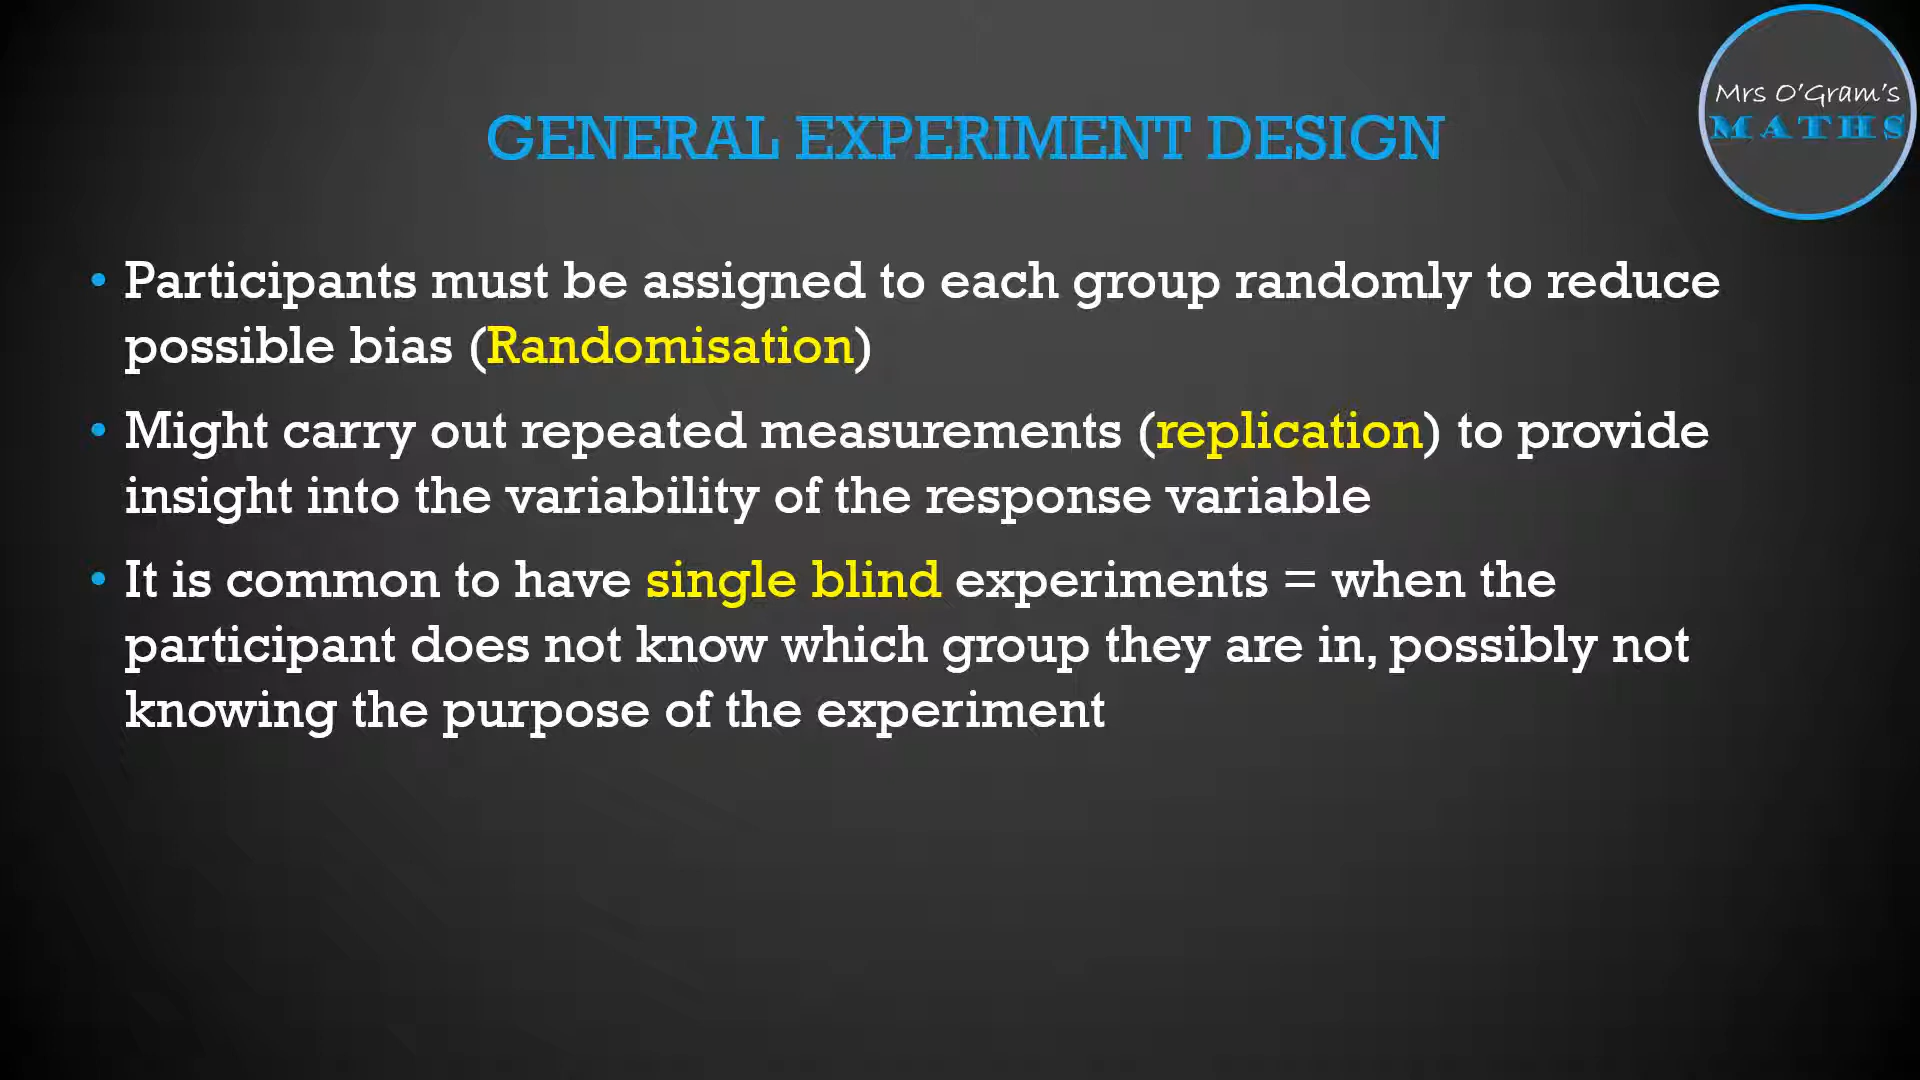 Mrs O'Gram's
MATHS
GENERAL EXPERIMENT DESIGN
• Participants must be assigned to each group randomly to reduce
possible bias (Randomisation)
• Might carry out repeated measurements (replication) to provide
insight into the variability of the response variable
• It is common to have single blind experiments = when the
participant does not know which group they are in, possibly not
knowing the purpose of the experiment